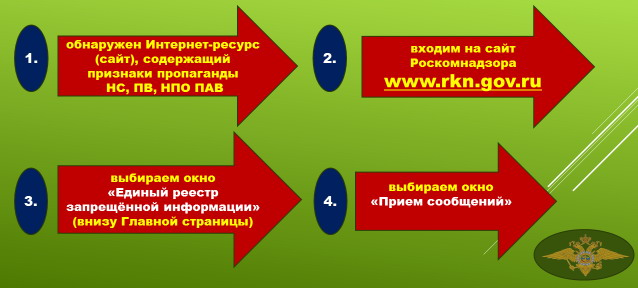 1.
обнаружен Интернет-ресурс
(сайт), содержащий
признаки пропаганды
НС, ПВ, НПО ПАВ
2.
входим на сайт
Роскомнадзора
www.rkn.gov.ru
3.
выбираем окно
«Единый реестр
запрещённой информации»
(внизу Главной страницы)
4.
выбираем окно
«Прием сообщений»